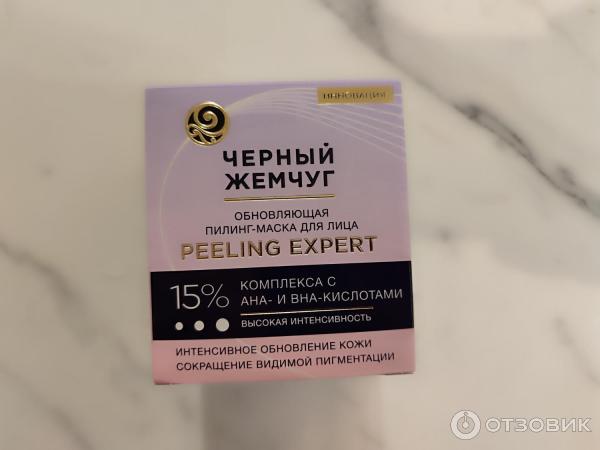 ИННОВАЦИЯ
ЧЕРНЫЙ
ЖЕМЧУГ
ОБНОВЛЯЮЩАЯ
ПИЛИНГ-МАСКА ДЛЯ ЛИЦА
PEELING EXPERT
15% КОМПЛЕКСА С
АНА- И ВНА-КИСЛОТАМИ
ВЫСОКАЯ ИНТЕНСИВНОСТЬ
ИНТЕНСИВНОЕ ОБНОВЛЕНИЕ КОЖИ
СОКРАЩЕНИЕ ВИДИМОЙ ПИГМЕНТАЦИИ
ОТЗОВИК